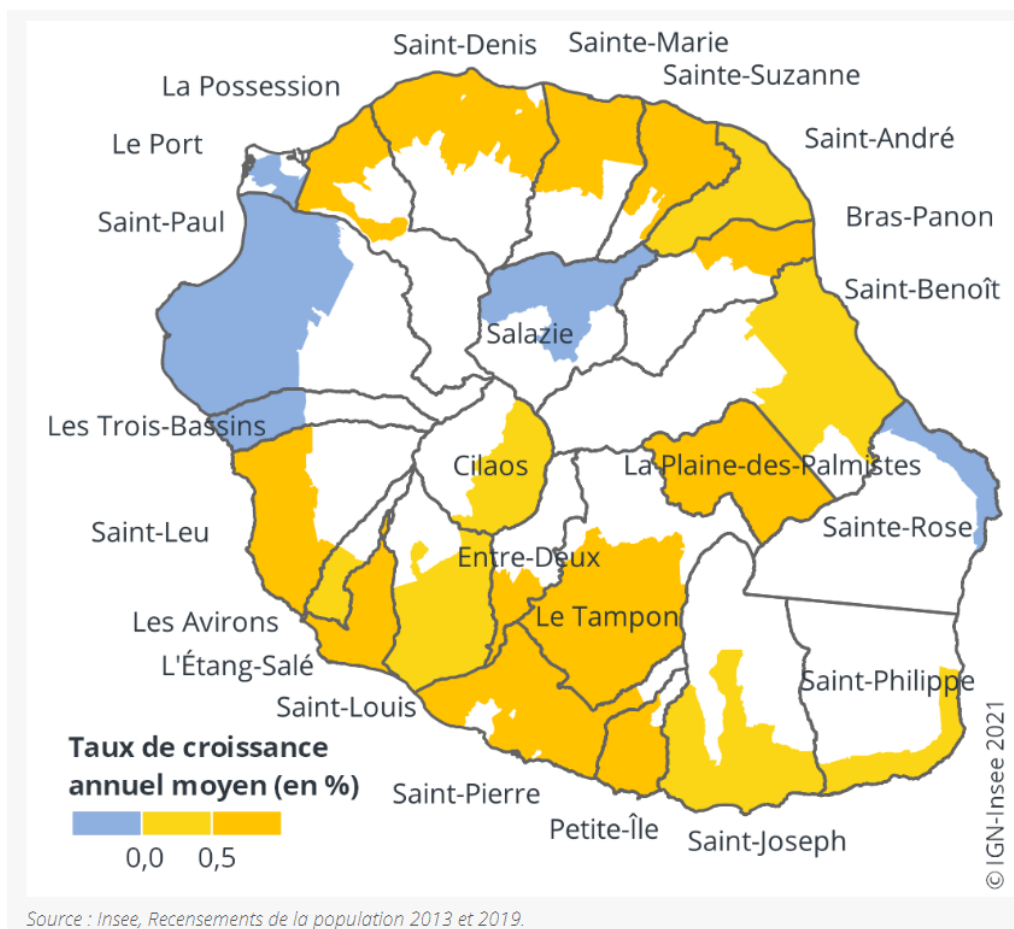 Saint-Denis
Sainte-Marie
Sainte-Suzanne
La Possession
Le Port
Saint-André
Saint-Paul
Bras-Panon
Saint-Benoît
Salazie
Les Trois-Bassins
Cilaos
La Plaine-des-Palmistes
Saint-Leu
Sainte-Rose
Entre-Deux
Les Avirons
Le Tampon
L'Étang-Salé
Saint-Philippe
Saint-Louis
Taux de croissance
annuel moyen (en %)
0,0
0,5
Saint-Pierre
Petite-Île
Saint-Joseph
© IGN-Insee 2021
Source : Insee, Recensements de la population 2013 et 2019.